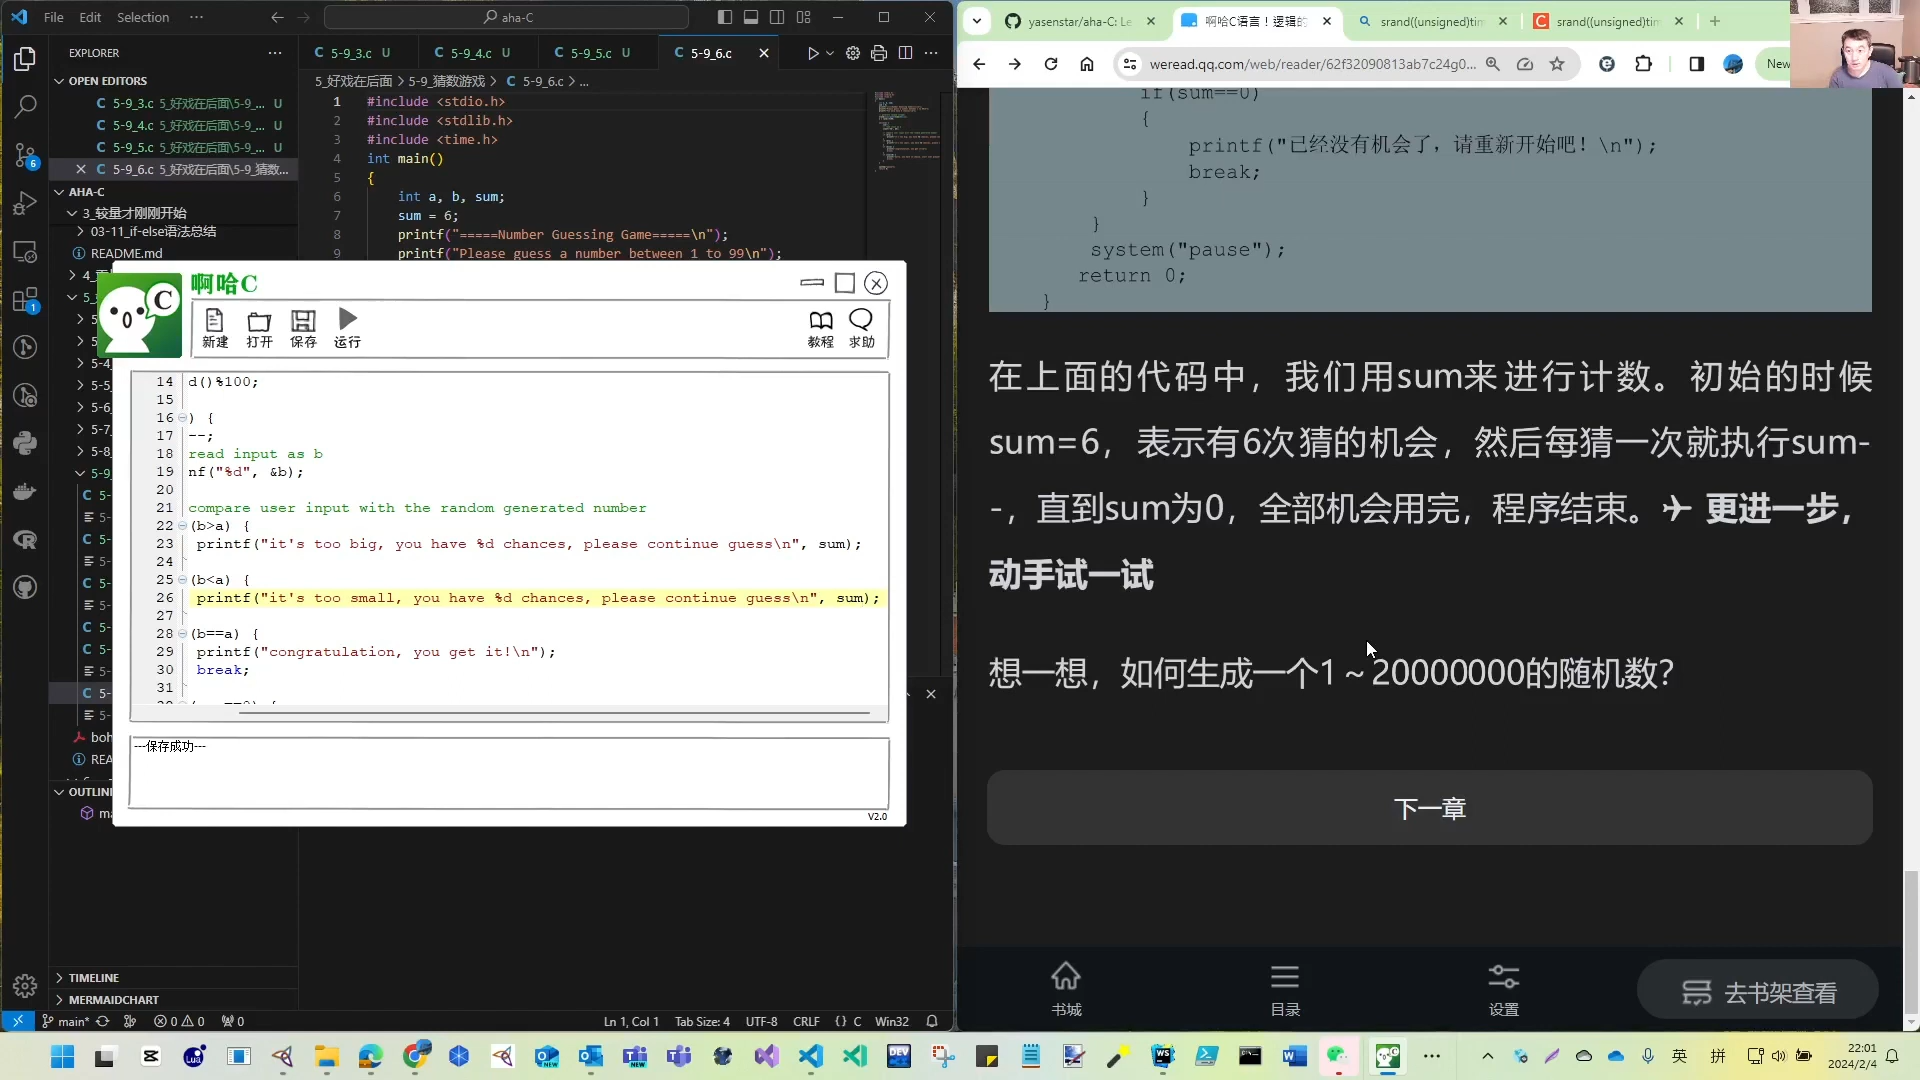 File Edit Selection ···
aha-C
EXPLORER ···
OPEN EDITORS
C 5-9_3.c 5_好戏在后面\5-9_... U
C 5-9_4.c 5_好戏在后面\5-9_... U
C 5-9_5.c 5_好戏在后面\5-9_... U
C 5-9_6.c 5_好戏在后面\5-9_猜数...
AHA-C
3_较量才刚刚开始
03-11_if-else语法总结
README.md
OUTLINE
TIMELINE
MERMAIDCHART
C 5-9_3.c U
C 5-9_4.c U
C 5-9_5.c U
C 5-9_6.c
5_好戏在后面 > 5-9_猜数游戏 > C 5-9_6.c > ...
1 #include <stdio.h>
2 #include <stdlib.h>
3 #include <time.h>
4 int main()
5 {
6 int a, b, sum;
7 sum = 6;
8 printf("=====Number Guessing Game=====\n");
9 printf("Please guess a number between 1 to 99\n");
啊哈C
新建 打开 保存 运行 教程 求助
14 d()%100;
15
16 ) {
17 --;
18 read input as b
19 nf("%d", &b);
20
21 compare user input with the random generated number
22 (b>a) {
23 printf("it's too big, you have %d chances, please continue guess\n", sum);
24
25 (b<a) {
26 printf("it's too small, you have %d chances, please continue guess\n", sum);
27
28 (b==a) {
29 printf("congratulation, you get it!\n");
30 break;
31
---保存成功---
V2.0
main* 0 0 0
Ln 1, Col 1 Tab Size: 4 UTF-8 CRLF {} C Win32
yasenstar/aha-C: Le
啊哈C语言！逻辑的
srand((unsigned)tim
srand((unsigned)tim
weread.qq.com/web/reader/62f32090813ab7c24g0...
New
if(sum==0)
{
printf("已经没有机会了，请重新开始吧！\n");
break;
}
}
system("pause");
return 0;
}
在上面的代码中，我们用sum来进行计数。初始的时候
sum=6，表示有6次猜的机会，然后每猜一次就执行sum-
-，直到sum为0，全部机会用完，程序结束。✈ 更进一步，
动手试一试
想一想，如何生成一个1～20000000的随机数？
下一章
书城 目录 设置 去书架查看
英 拼
22:01
2024/2/4